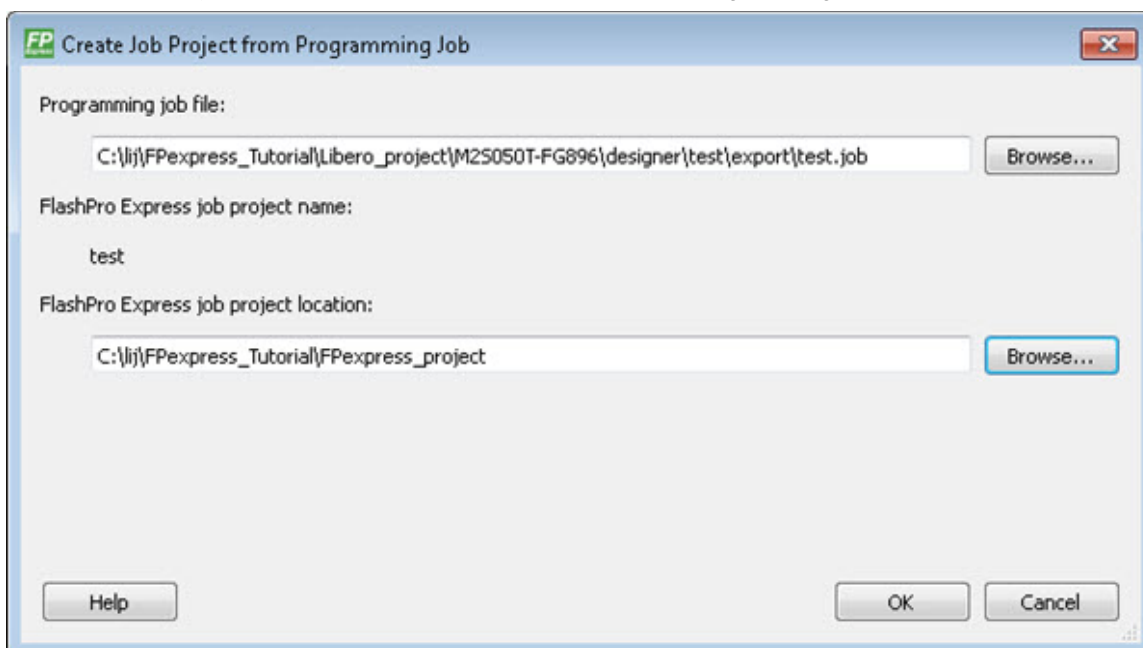 FP Express Create Job Project from Programming Job
Programming job file:
C:\lij\FPexpress_Tutorial\Libero_project\M2S050T-FG896\designer\test\export\test.job Browse...
FlashPro Express job project name:
test
FlashPro Express job project location:
C:\lij\FPexpress_Tutorial\FPexpress_project Browse...
Help OK Cancel